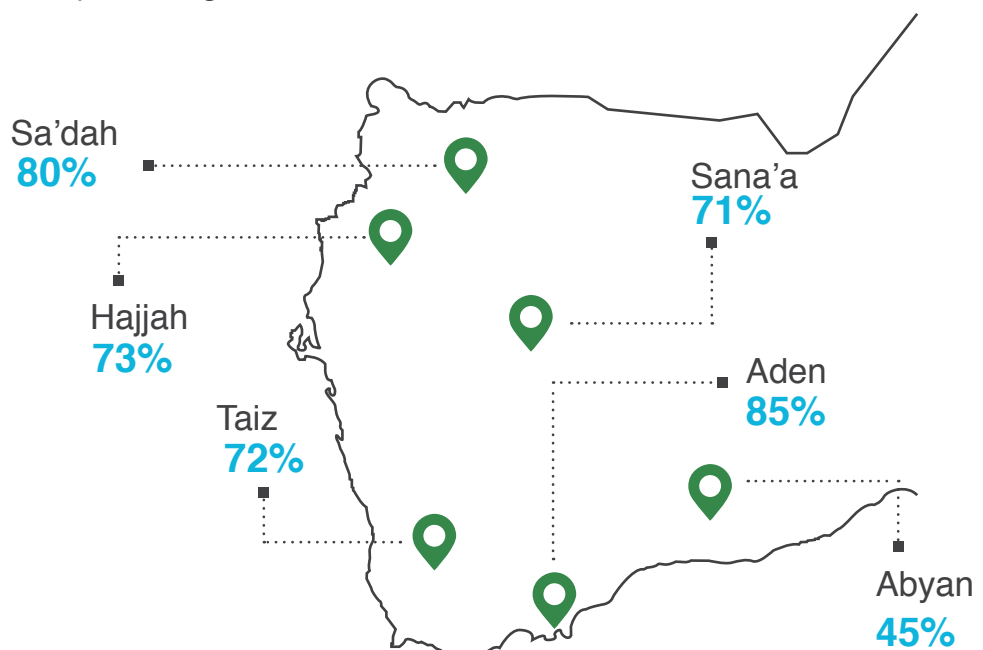 Sa’dah
80%
Sana’a
71%
Hajjah
73%
Aden
85%
Taiz
72%
Abyan
45%